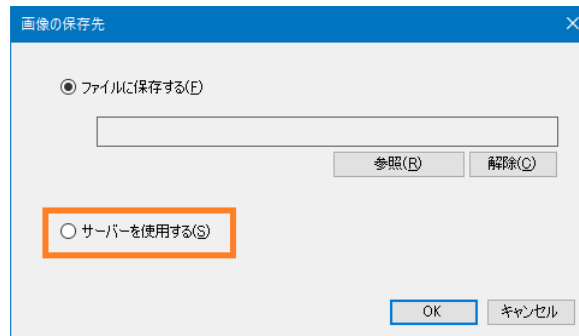 画像の保存先
ファイルに保存する(F)
参照(R) 解除(C)
サーバーを使用する(S)
OK キャンセル